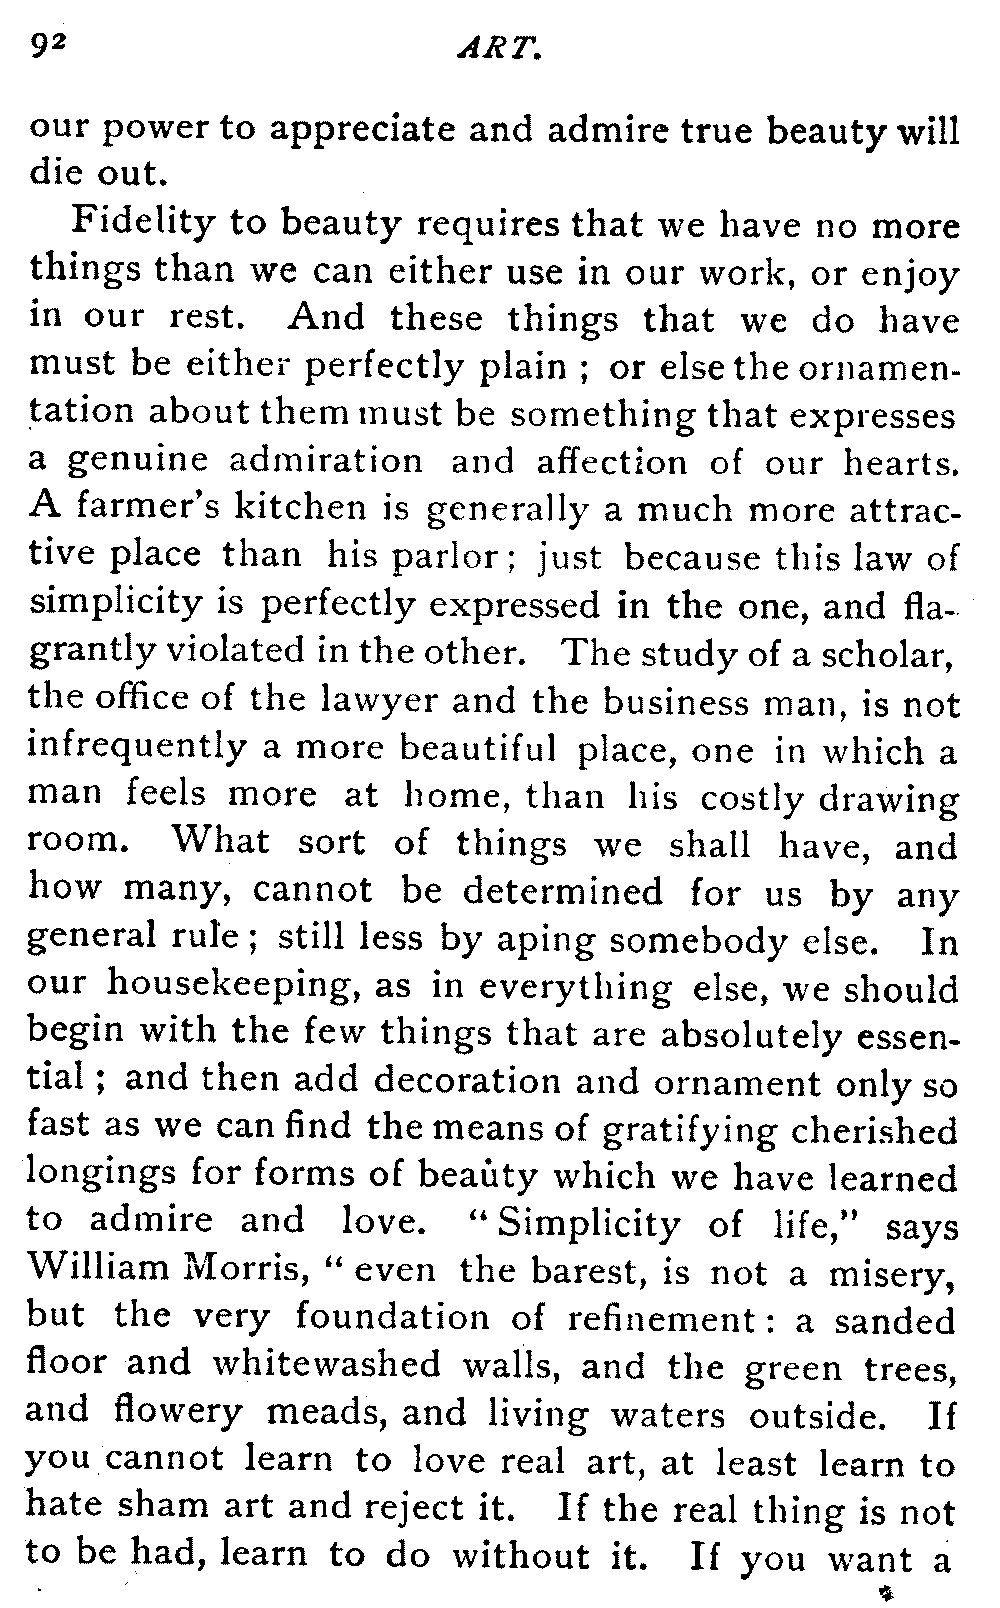 92 ART.
our power to appreciate and admire true beauty will
die out.
Fidelity to beauty requires that we have no more
things than we can either use in our work, or enjoy
in our rest. And these things that we do have
must be either perfectly plain ; or else the ornamen-
tation about them must be something that expresses
a genuine admiration and affection of our hearts.
A farmer's kitchen is generally a much more attrac-
tive place than his parlor ; just because this law of
simplicity is perfectly expressed in the one, and fla-
grantly violated in the other. The study of a scholar,
the office of the lawyer and the business man, is not
infrequently a more beautiful place, one in which a
man feels more at home, than his costly drawing
room. What sort of things we shall have, and
how many, cannot be determined for us by any
general rule ; still less by aping somebody else. In
our housekeeping, as in everything else, we should
begin with the few things that are absolutely essen-
tial ; and then add decoration and ornament only so
fast as we can find the means of gratifying cherished
longings for forms of beauty which we have learned
to admire and love. "Simplicity of life," says
William Morris, "even the barest, is not a misery,
but the very foundation of refinement : a sanded
floor and whitewashed walls, and the green trees,
and flowery meads, and living waters outside. If
you cannot learn to love real art, at least learn to
hate sham art and reject it. If the real thing is not
to be had, learn to do without it. If you want a